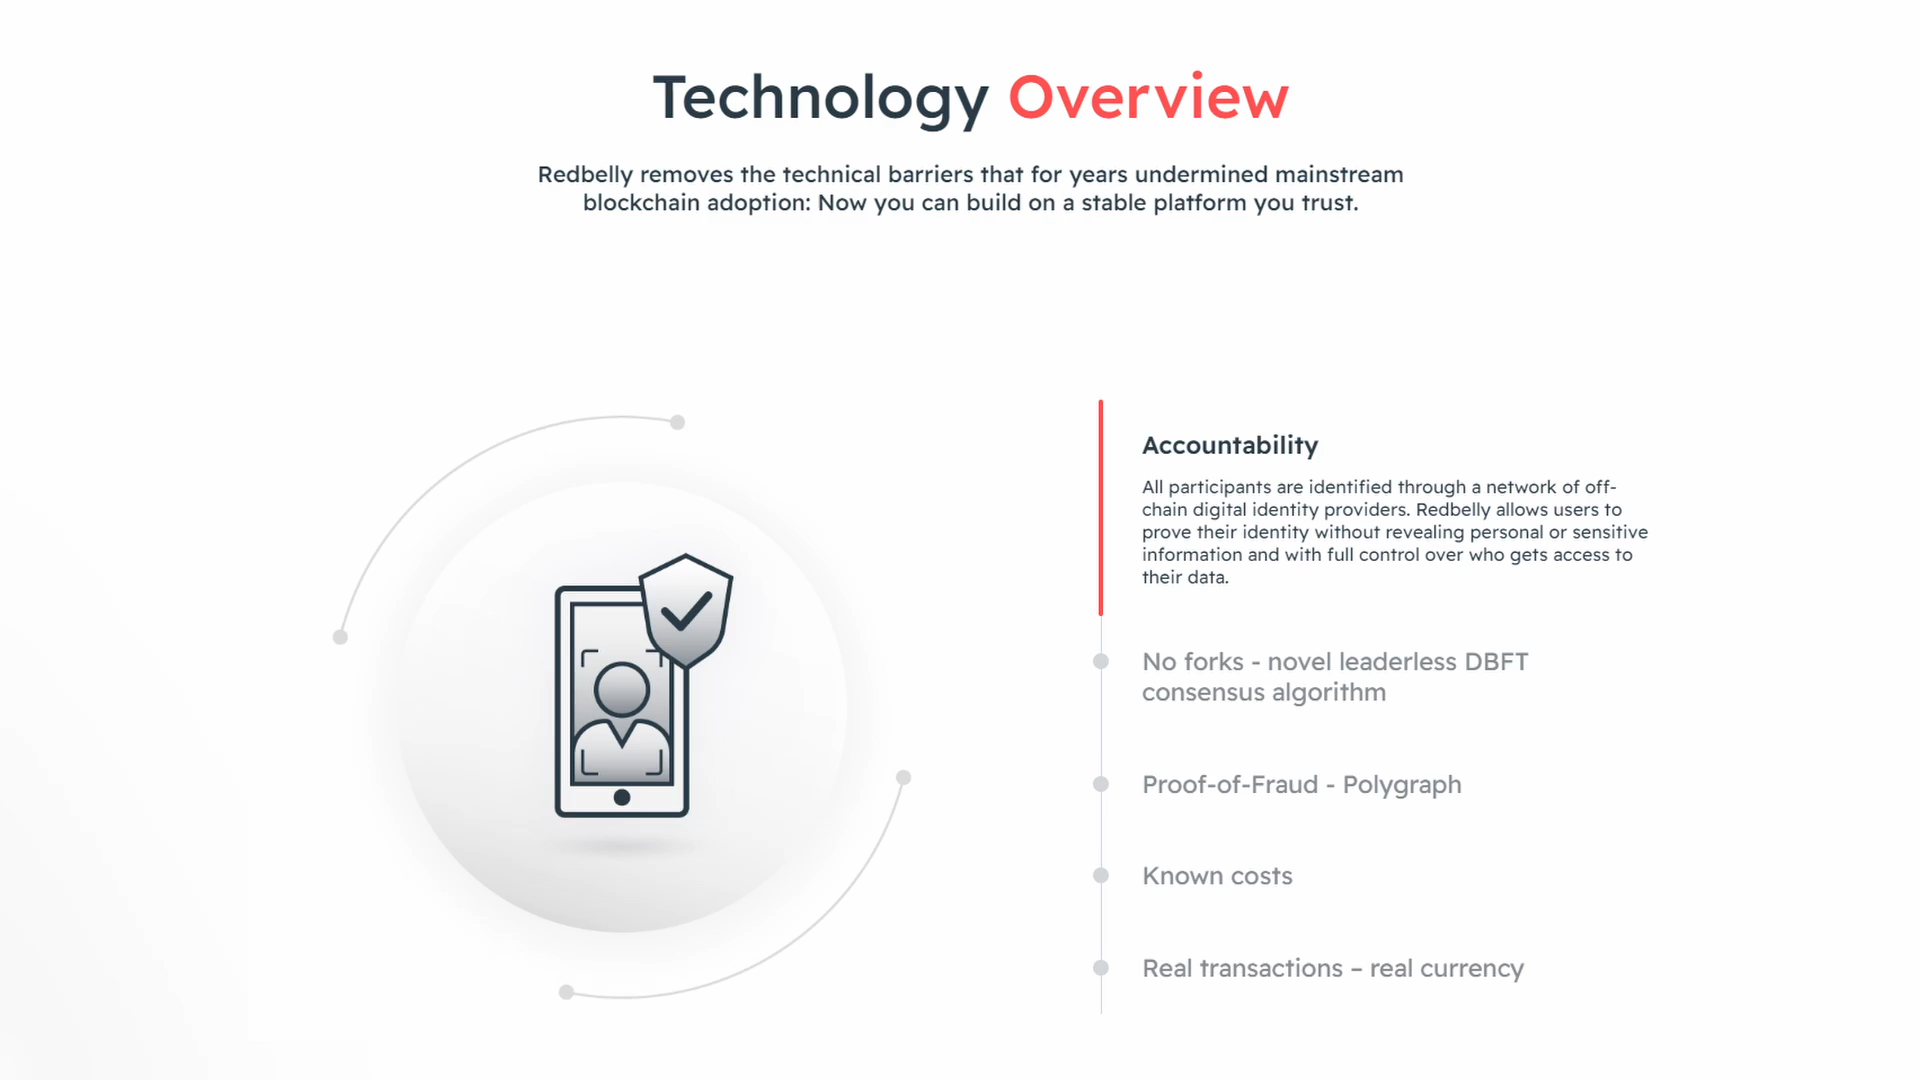 Technology Overview
Redbelly removes the technical barriers that for years undermined mainstream
blockchain adoption: Now you can build on a stable platform you trust.
Accountability
All participants are identified through a network of off-
chain digital identity providers. Redbelly allows users to
prove their identity without revealing personal or sensitive
information and with full control over who gets access to
their data.
No forks - novel leaderless DBFT
consensus algorithm
Proof-of-Fraud - Polygraph
Known costs
Real transactions – real currency